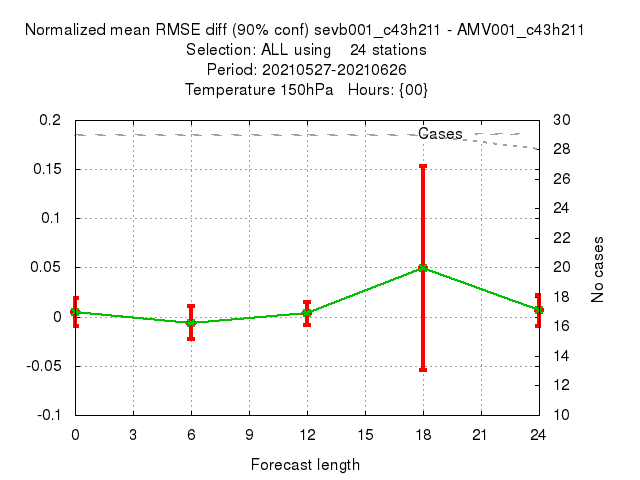 Normalized mean RMSE diff (90% conf) sevb001_c43h211 - AMV001_c43h211
Selection: ALL using 24 stations
Period: 20210527-20210626
Temperature 150hPa Hours: {00}
0.2
0.15
0.1
0.05
0
-0.05
-0.1
Cases
30
28
26
24
22
20
18
16
14
12
10
No cases
0 3 6 9 12 15 18 21 24
Forecast length